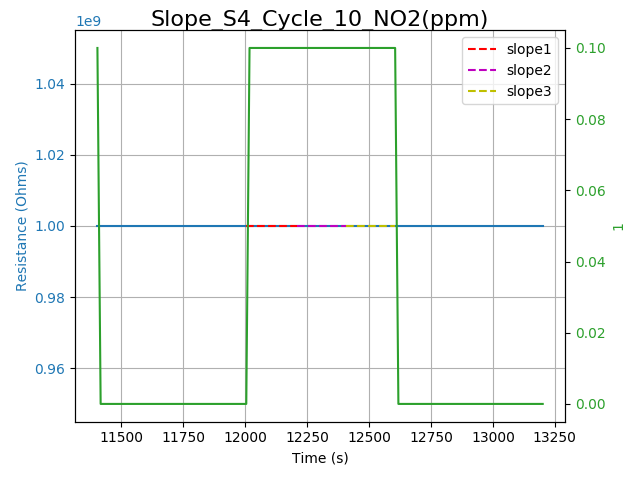 Slope_S4_Cycle_10_NO2(ppm)
1e9
slope1
slope2
slope3
1.04
1.02
1.00
0.98
0.96
Resistance (Ohms)
0.10
0.08
0.06
0.04
0.02
0.00
1
11500 11750 12000 12250 12500 12750 13000 13250
Time (s)